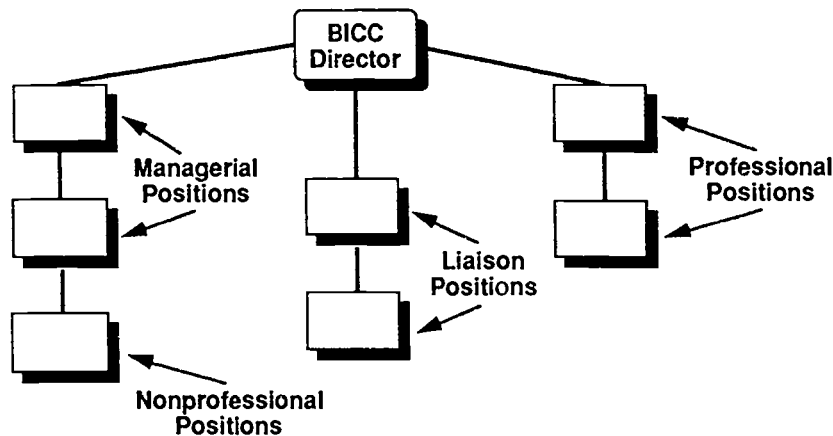 BICC
Director
Managerial
Positions
Professional
Positions
Liaison
Positions
Nonprofessional
Positions